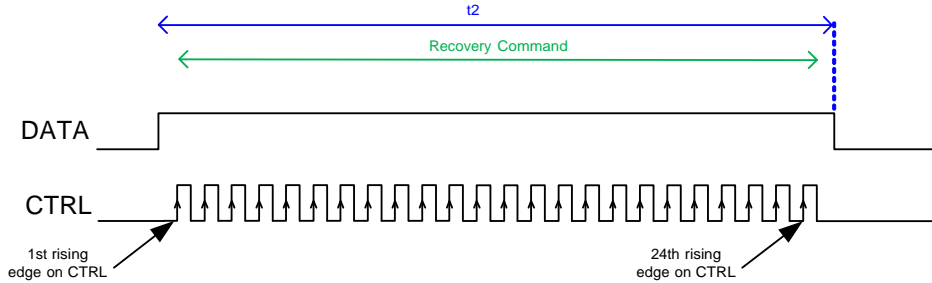 t2
Recovery Command
DATA
CTRL
1st rising
edge on CTRL
24th rising
edge on CTRL